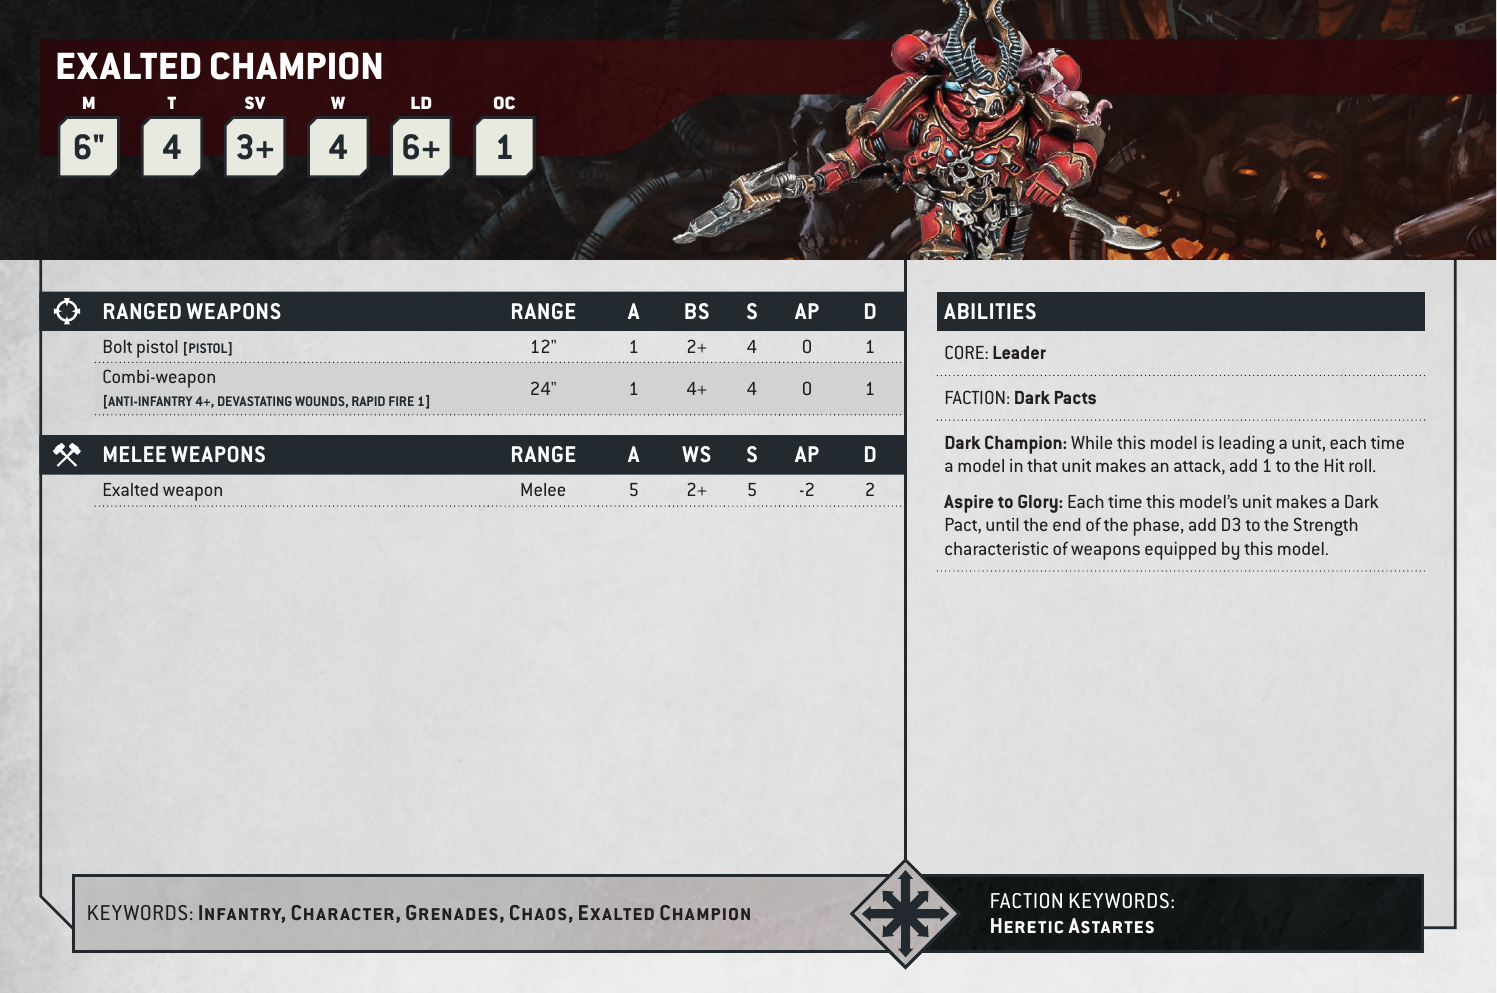 EXALTED CHAMPION
M T SV W LD OC
6" 4 3+ 4 6+ 1
RANGED WEAPONS RANGE A BS S AP D
Bolt pistol [PISTOL] 12" 1 2+ 4 0 1
Combi-weapon 24" 1 4+ 4 0 1
[ANTI-INFANTRY 4+, DEVASTATING WOUNDS, RAPID FIRE 1]
MELEE WEAPONS RANGE A WS S AP D
Exalted weapon Melee 5 2+ 5 -2 2
ABILITIES
CORE: Leader
FACTION: Dark Pacts
Dark Champion: While this model is leading a unit, each time
a model in that unit makes an attack, add 1 to the Hit roll.
Aspire to Glory: Each time this model's unit makes a Dark
Pact, until the end of the phase, add D3 to the Strength
characteristic of weapons equipped by this model.
KEYWORDS: INFANTRY, CHARACTER, GRENADES, CHAOS, EXALTED CHAMPION
FACTION KEYWORDS:
HERETIC ASTARTES